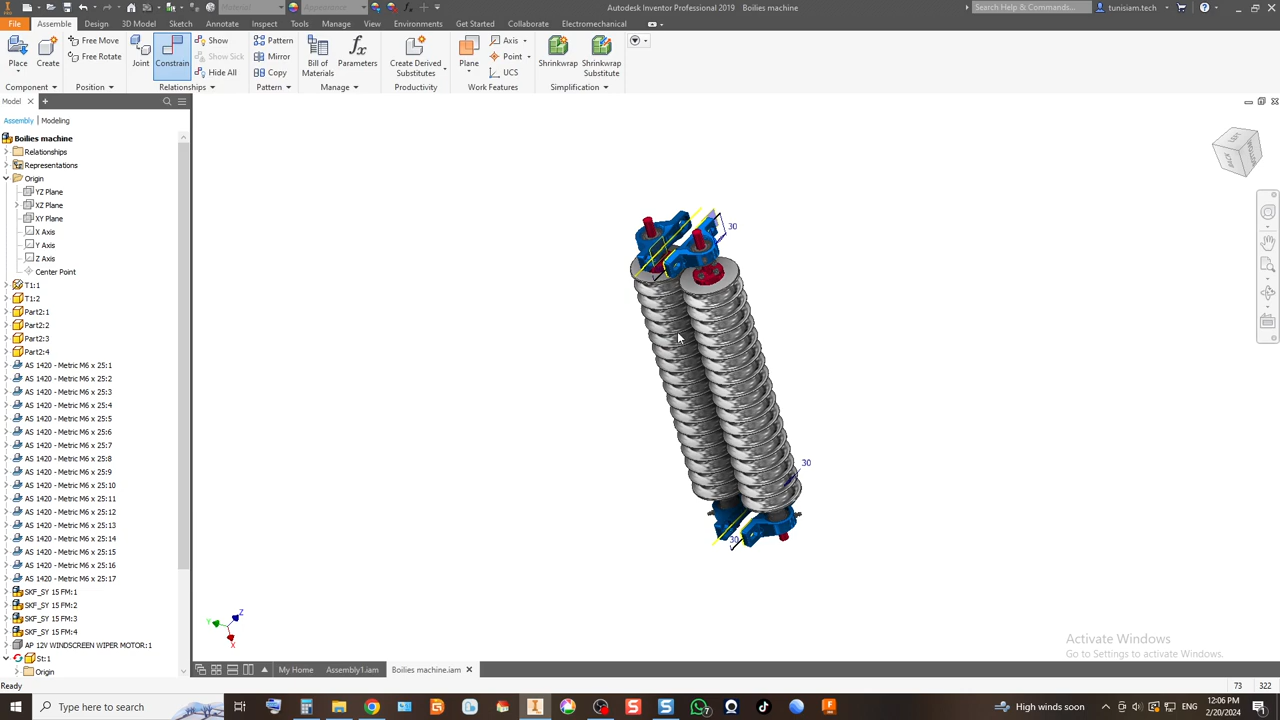 Material
Appearance
Autodesk Inventor Professional 2019 Boilies machine
Search Help & Commands...
tunisiam.tech
File Assemble Design 3D Model Sketch Annotate Inspect Tools Manage View Environments Get Started Collaborate Electromechanical
Place
Create
Free Move
Free Rotate
Joint
Constrain
Show
Show Sick
Hide All
Pattern
Mirror
Copy
Bill of
Materials
Parameters
Create Derived
Substitutes
Plane
Axis
Point
UCS
Shrinkwrap
Shrinkwrap
Substitute
Component Position Relationships Pattern Manage Productivity Work Features Simplification
Model
Assembly Modeling
Boilies machine
Relationships
Representations
Origin
YZ Plane
XZ Plane
XY Plane
X Axis
Y Axis
Z Axis
Center Point
T1:1
T1:2
Part2:1
Part2:2
Part2:3
Part2:4
AS 1420 - Metric M6 x 25:1
AS 1420 - Metric M6 x 25:2
AS 1420 - Metric M6 x 25:3
AS 1420 - Metric M6 x 25:4
AS 1420 - Metric M6 x 25:5
AS 1420 - Metric M6 x 25:6
AS 1420 - Metric M6 x 25:7
AS 1420 - Metric M6 x 25:8
AS 1420 - Metric M6 x 25:9
AS 1420 - Metric M6 x 25:10
AS 1420 - Metric M6 x 25:11
AS 1420 - Metric M6 x 25:12
AS 1420 - Metric M6 x 25:13
AS 1420 - Metric M6 x 25:14
AS 1420 - Metric M6 x 25:15
AS 1420 - Metric M6 x 25:16
AS 1420 - Metric M6 x 25:17
SKF_SY 15 FM:1
SKF_SY 15 FM:2
SKF_SY 15 FM:3
SKF_SY 15 FM:4
AP 12V WINDSCREEN WIPER MOTOR:1
St:1
Origin
30
30
30
Z
Y
X
Activate Windows
Go to Settings to activate Windows.
My Home Assembly1.iam Boilies machine.iam
Ready
73 322
Type here to search
High winds soon
12:06 PM
2/20/2024